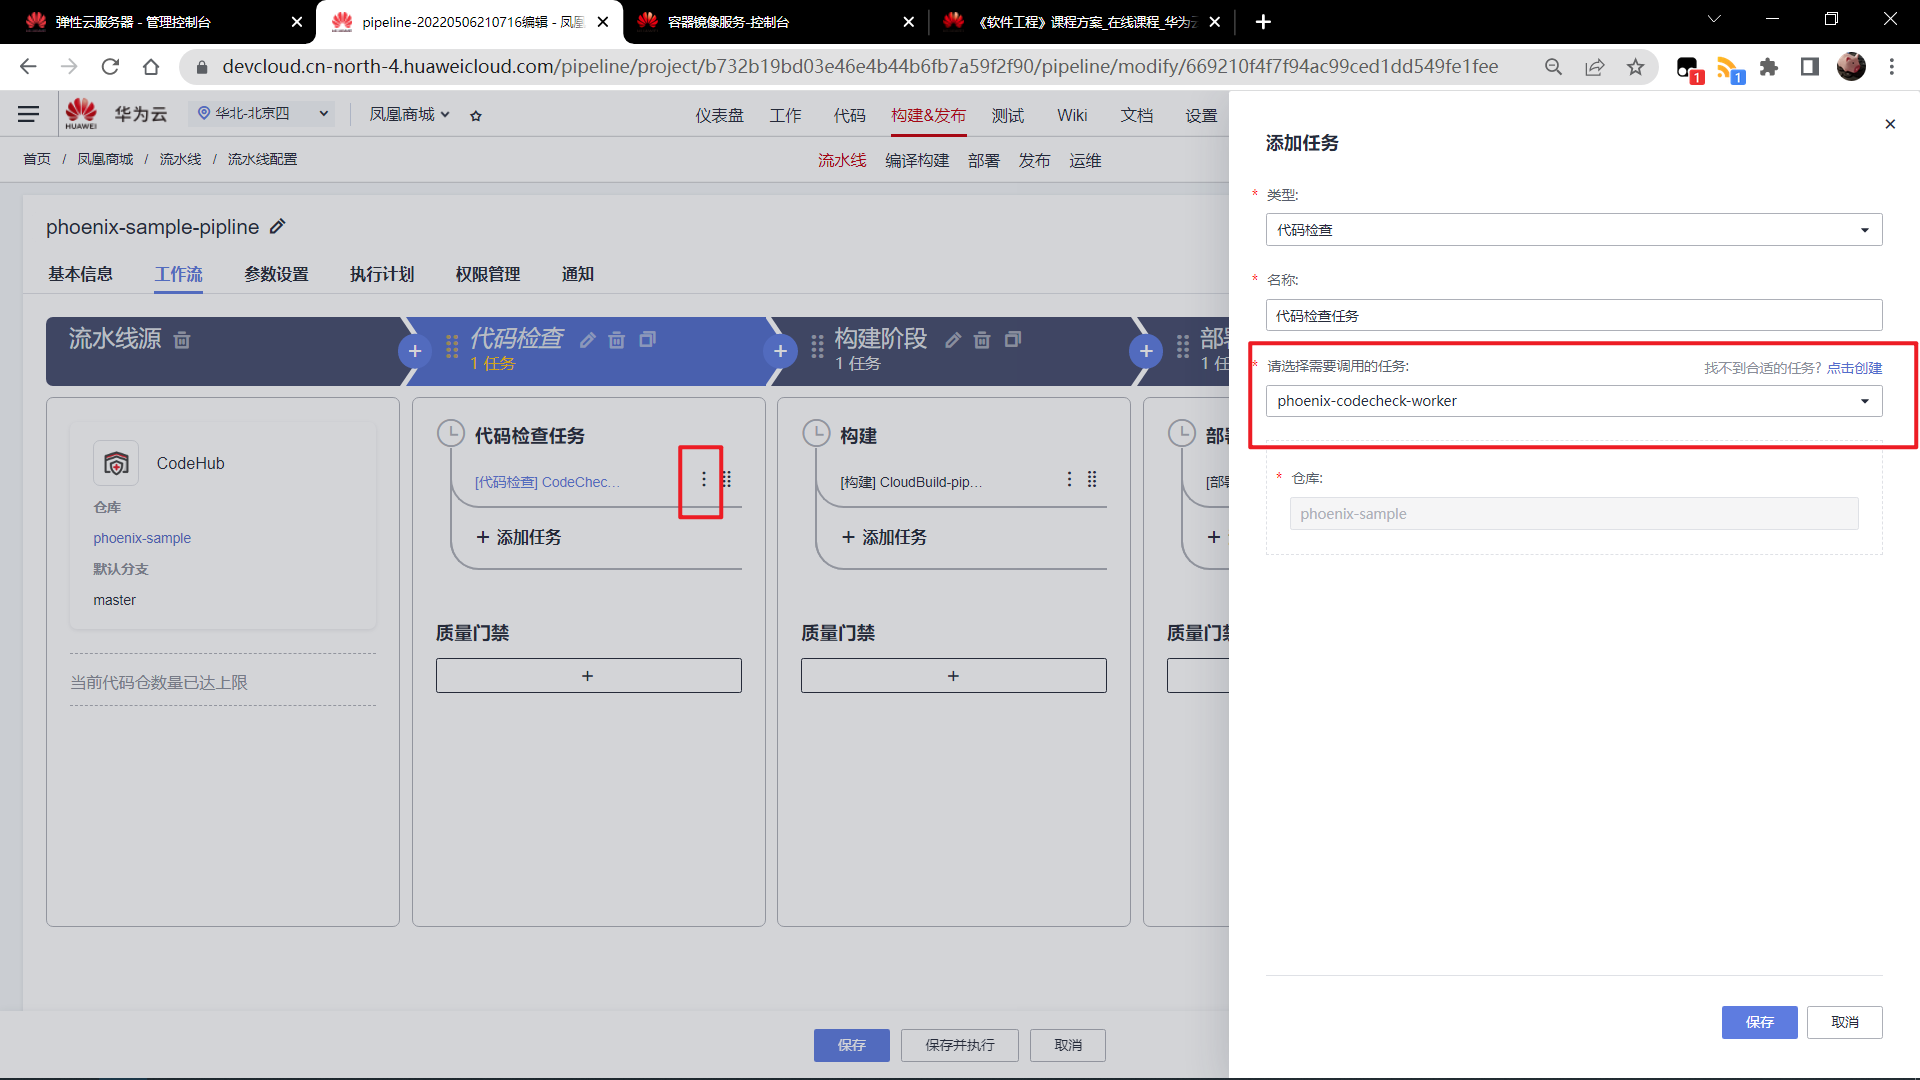 弹性云服务器 - 管理控制台
pipeline-20220506210716编辑 - 凤凰
容器镜像服务-控制台
《软件工程》课程方案_在线课程_华为云
devcloud.cn-north-4.huaweicloud.com/pipeline/project/b732b19bd03e46e4b44b6fb7a59f2f90/pipeline/modify/669210f4f7f94ac99ced1dd549fe1fee
1
1
HUAWEI
华为云
华北-北京四
凤凰商城
仪表盘
工作
代码
构建&发布
测试
Wiki
文档
设置
首页 / 凤凰商城 / 流水线 / 流水线配置
流水线
编译构建
部署
发布
运维
phoenix-sample-pipline
基本信息
工作流
参数设置
执行计划
权限管理
通知
流水线源
代码检查
1 任务
构建阶段
1 任务
部署
1 任
CodeHub
仓库
phoenix-sample
默认分支
master
当前代码仓数量已达上限
代码检查任务
[代码检查] CodeChec...
+ 添加任务
质量门禁
+
构建
[构建] CloudBuild-pip...
+ 添加任务
质量门禁
+
部署
[部署
+
质量门禁
保存
保存并执行
取消
添加任务
* 类型:
代码检查
* 名称:
代码检查任务
* 请选择需要调用的任务:
找不到合适的任务? 点击创建
phoenix-codecheck-worker
* 仓库:
phoenix-sample
保存
取消